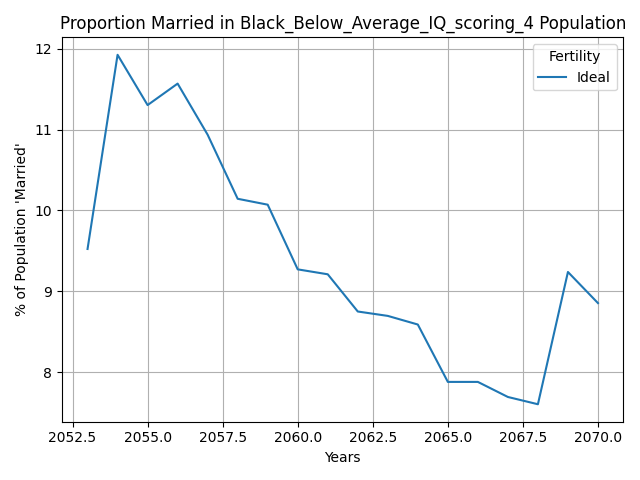 Proportion Married in Black_Below_Average_IQ_scoring_4 Population
Fertility
Ideal
% of Population 'Married'
12
11
10
9
8
2052.5 2055.0 2057.5 2060.0 2062.5 2065.0 2067.5 2070.0
Years